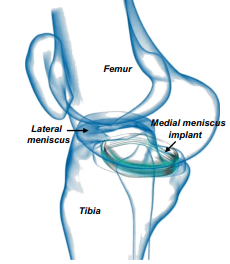 Femur
Medial meniscus
implant
Lateral
meniscus
Tibia